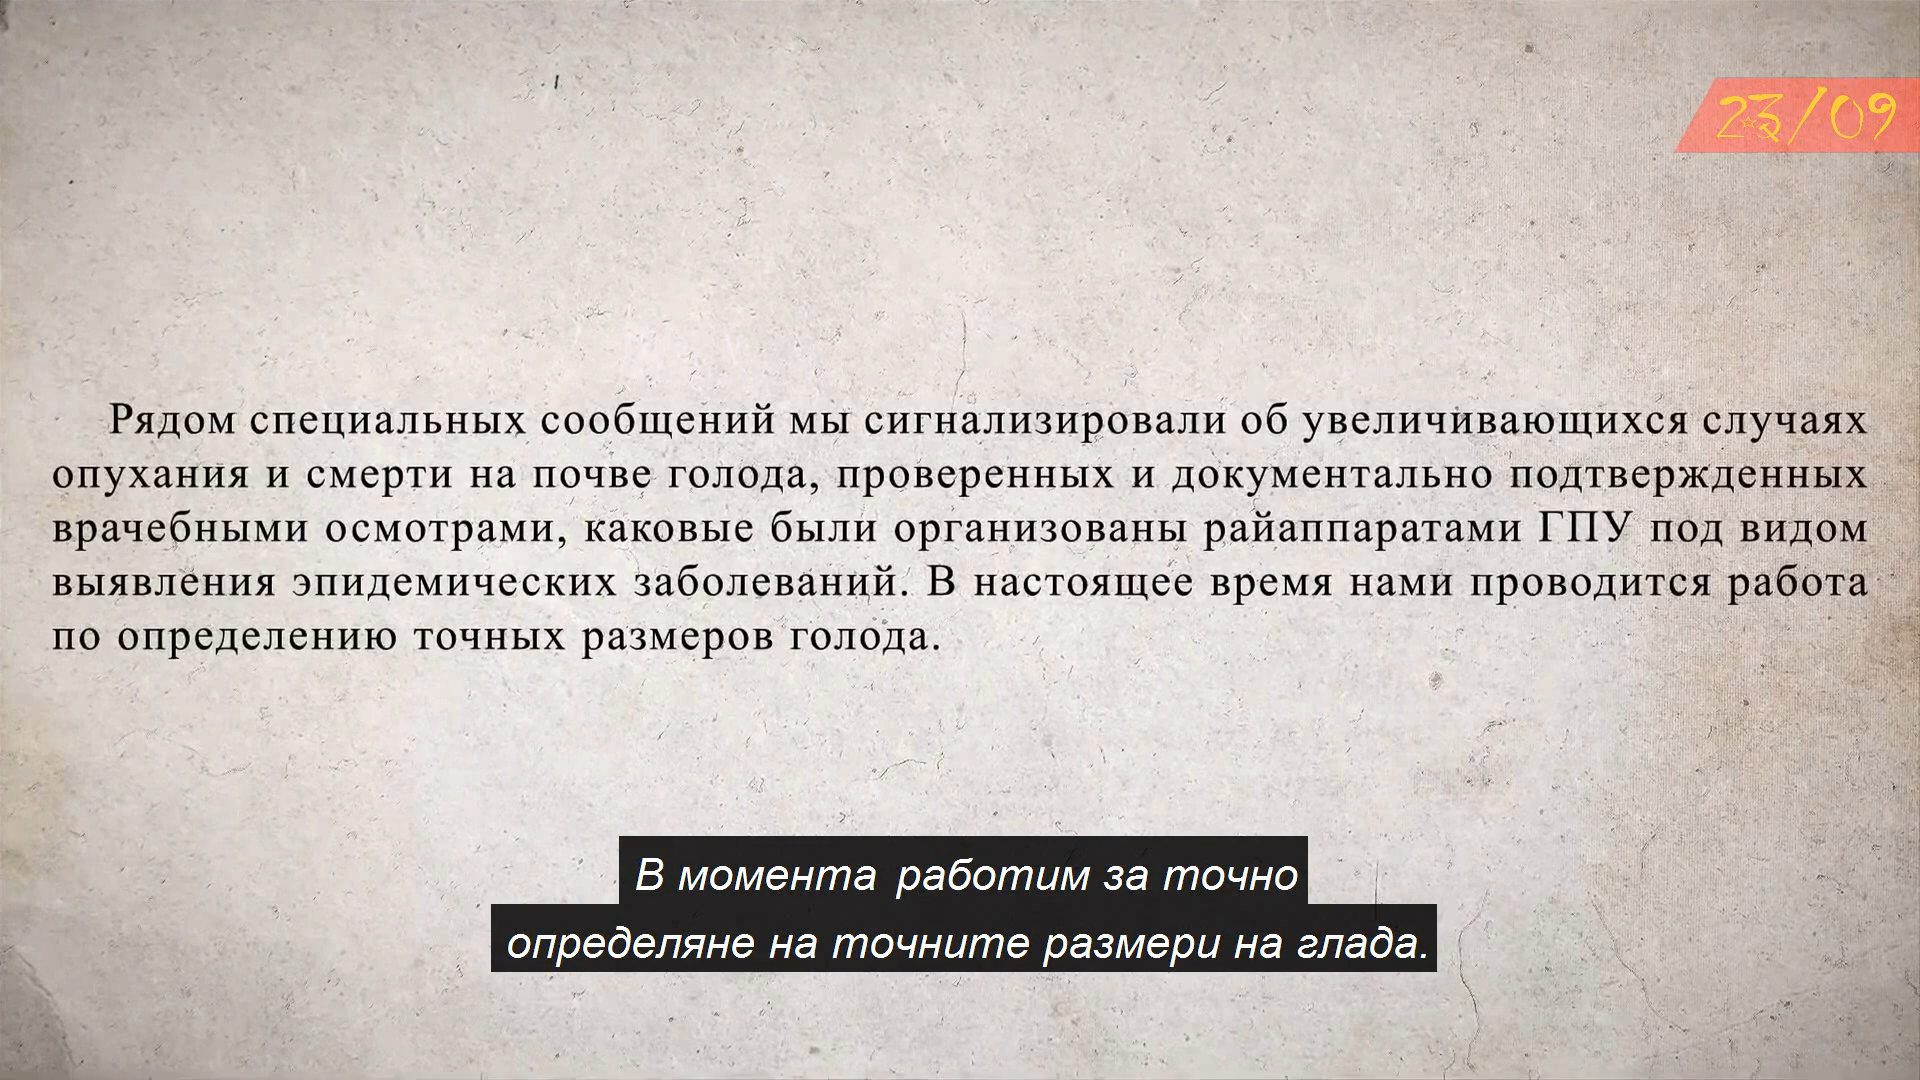 23/09
Рядом специальных сообщений мы сигнализировали об увеличивающихся случаях
опухания и смерти на почве голода, проверенных и документально подтвержденных
врачебными осмотрами, каковые были организованы райаппаратами ГПУ под видом
выявления эпидемических заболеваний. В настоящее время нами проводится работа
по определению точных размеров голода.
В момента работим за точно
определяне на точните размери на глада.